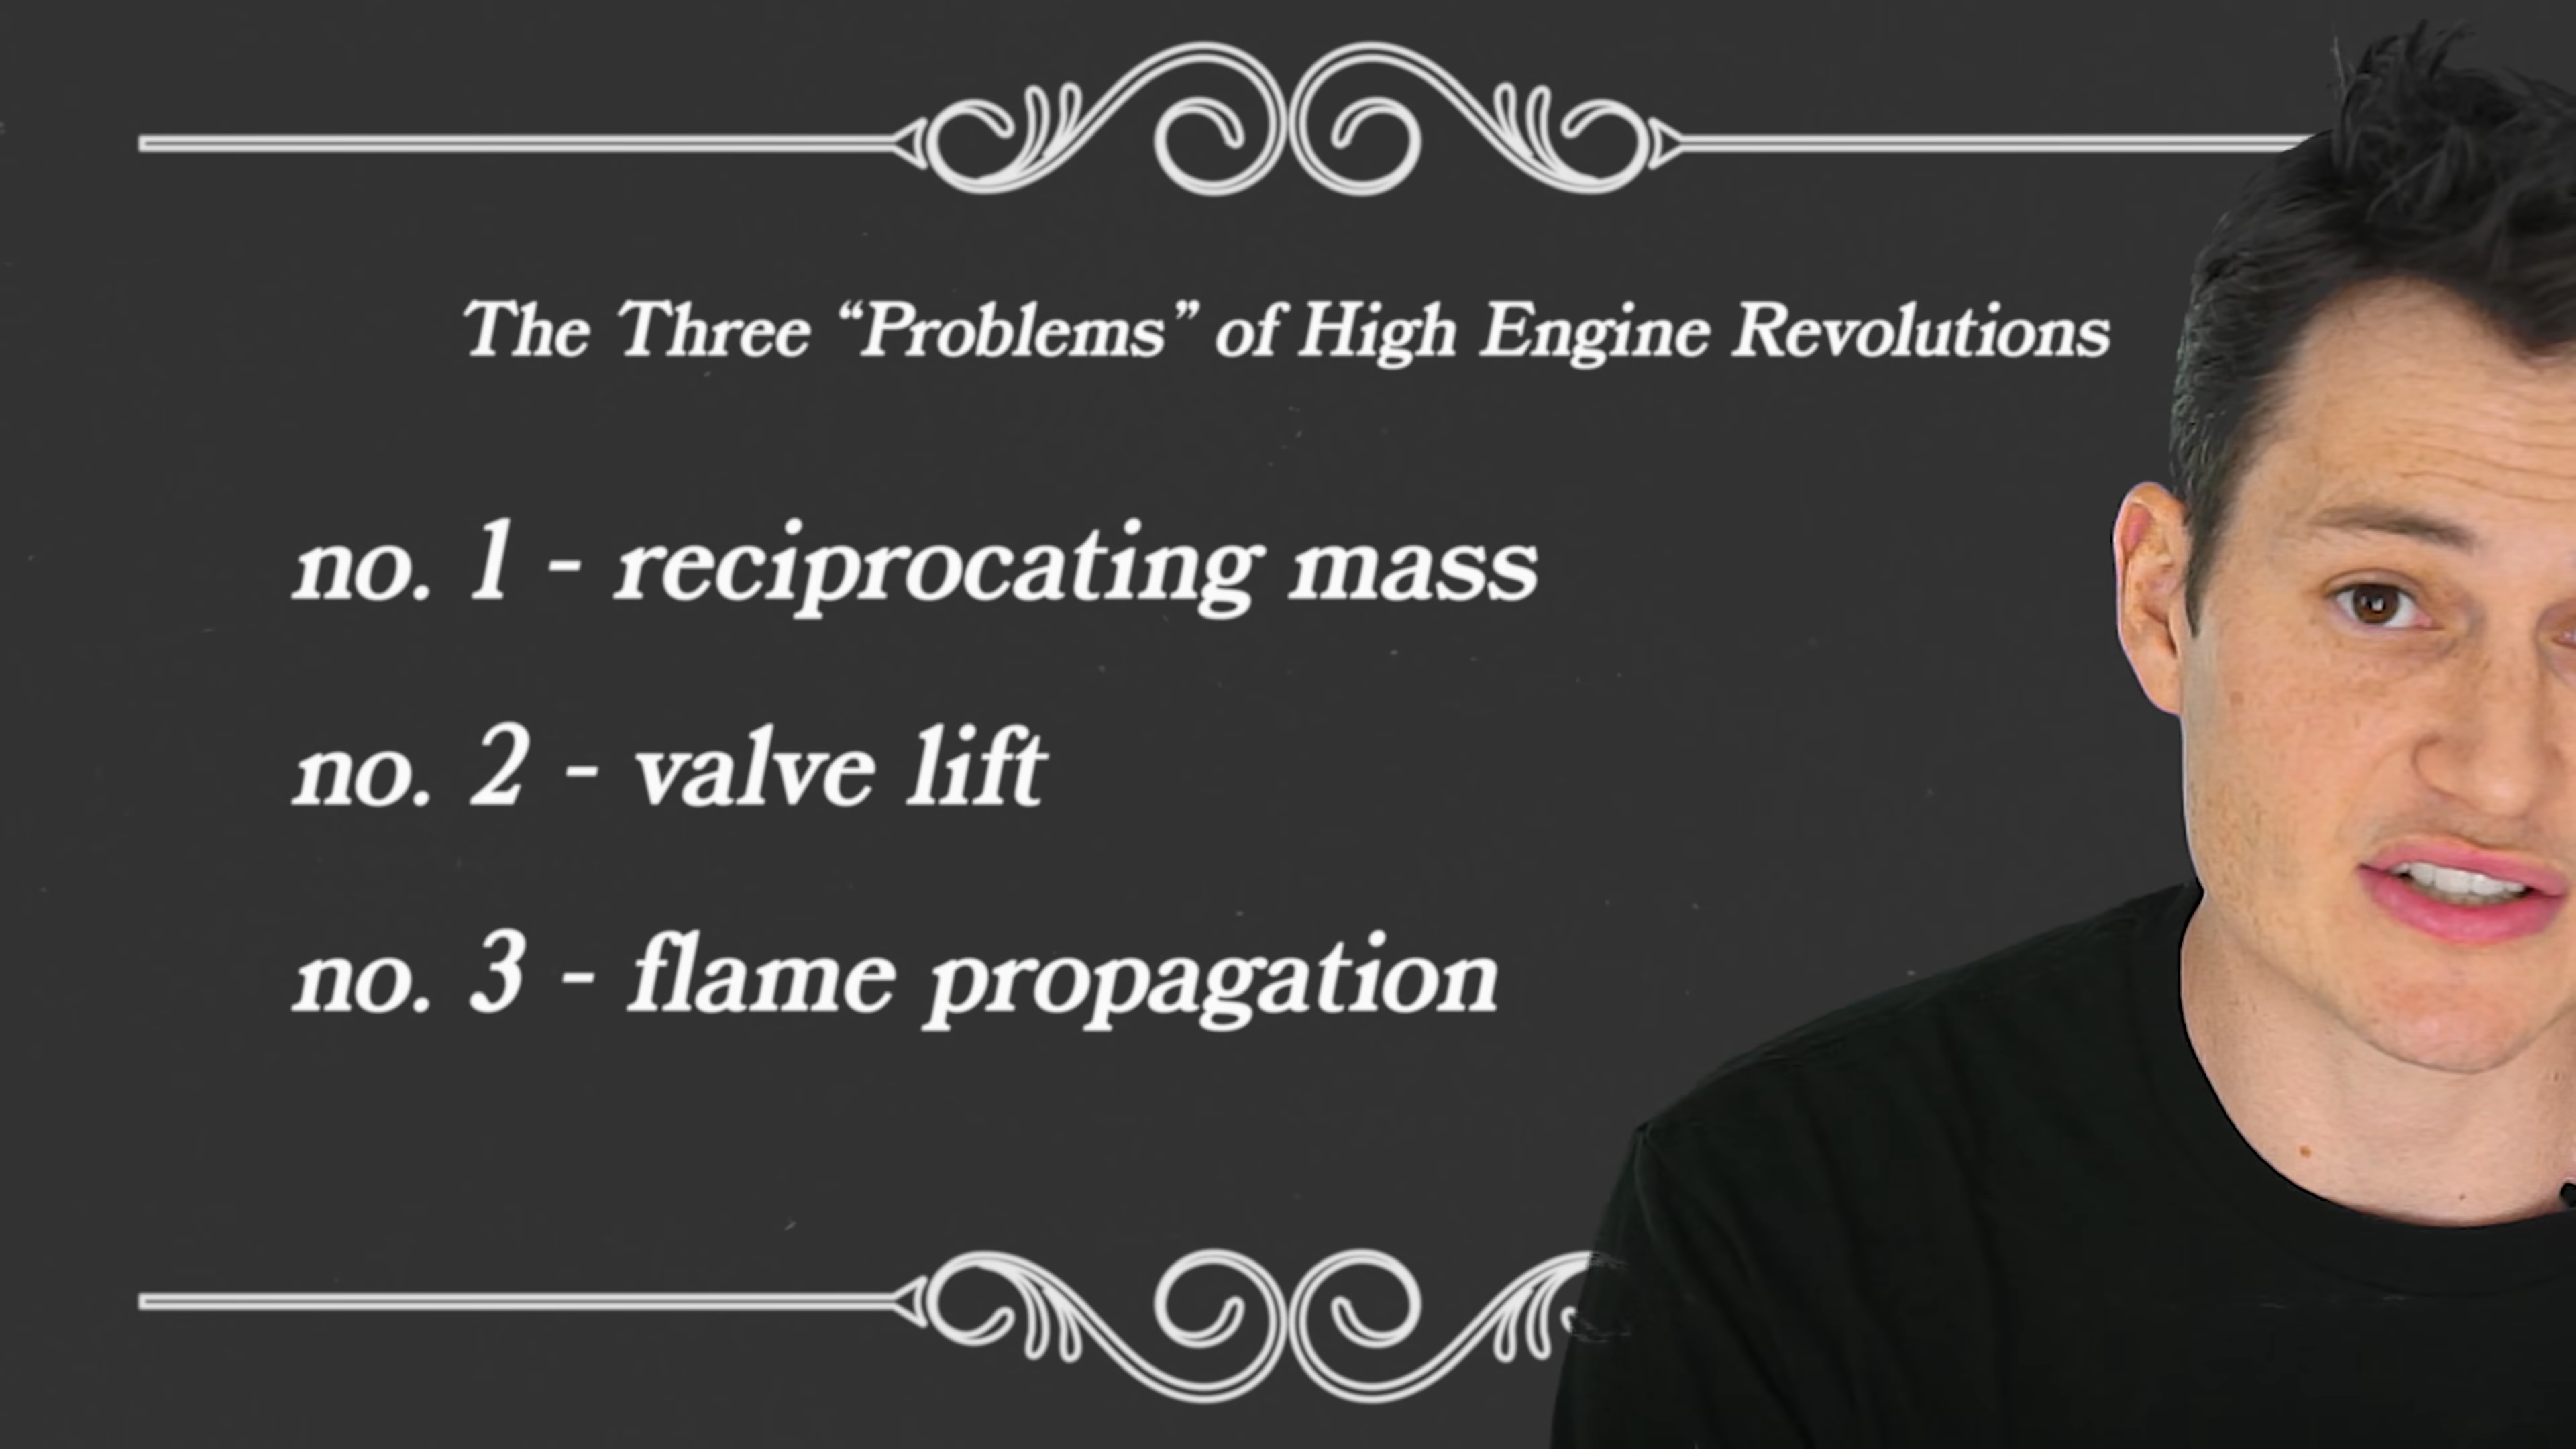 The Three “Problems” of High Engine Revolutions
no. 1 - reciprocating mass
no. 2 - valve lift
no. 3 - flame propagation